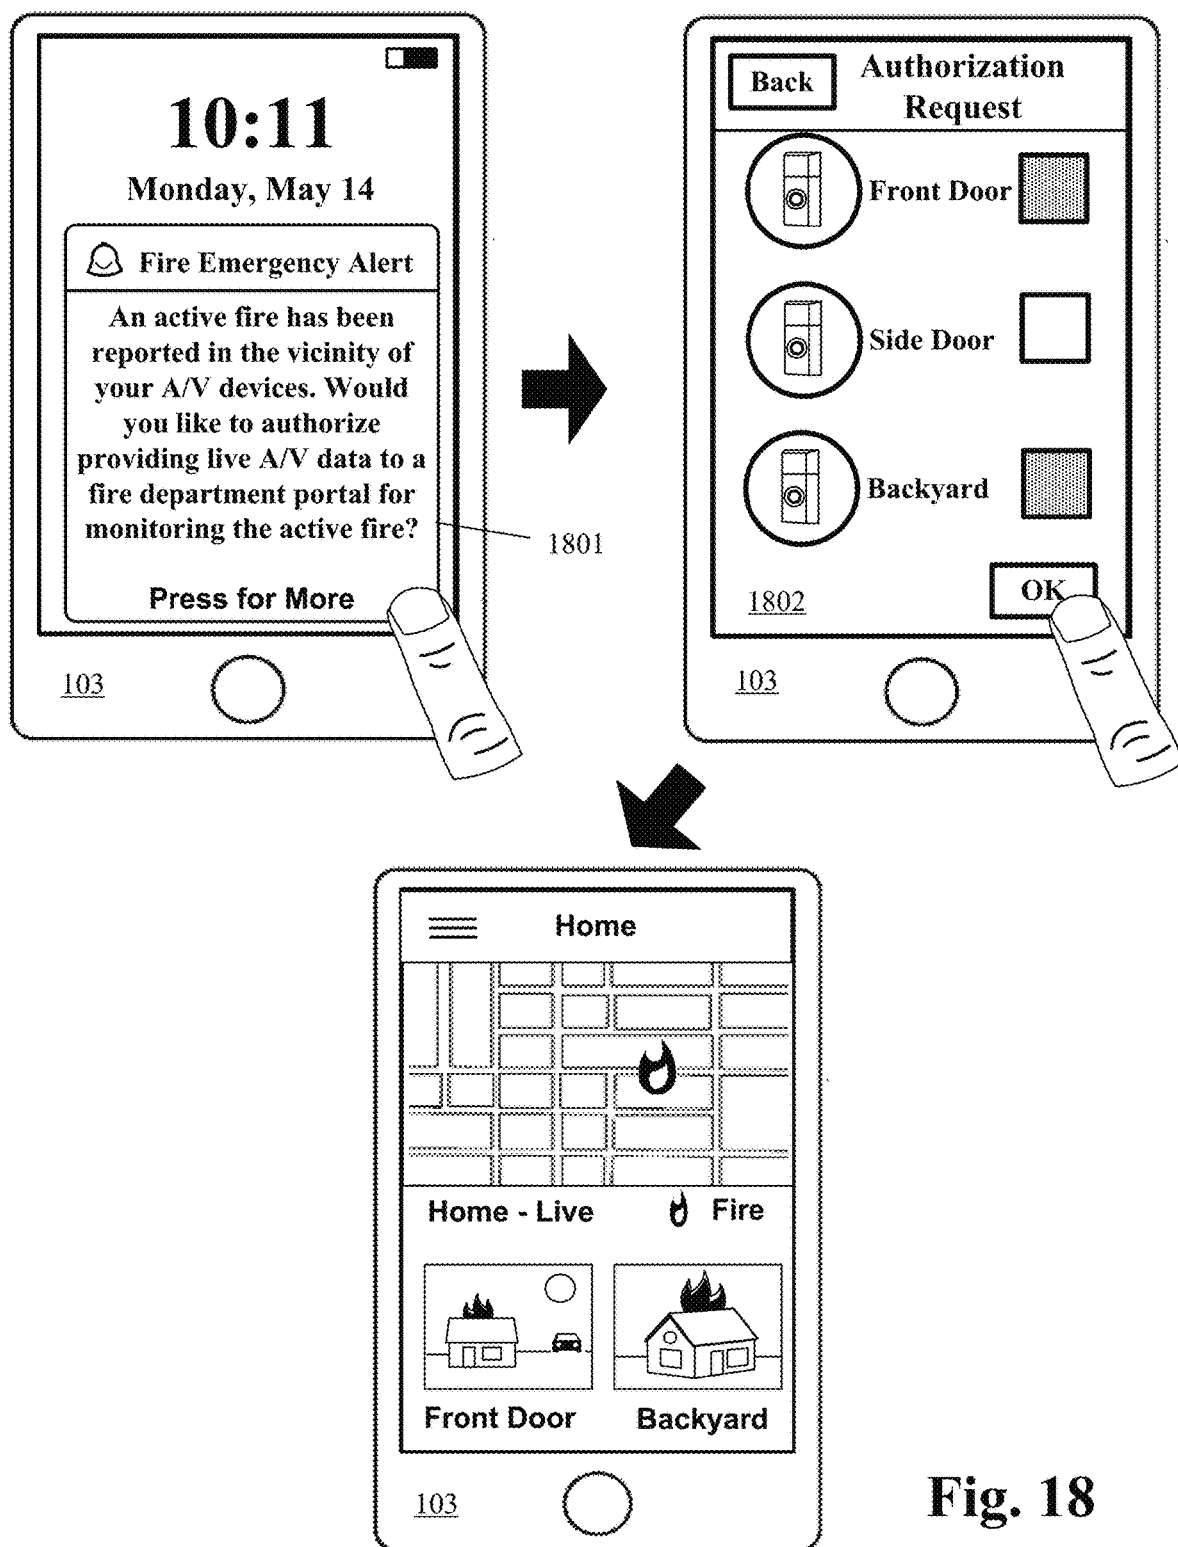 10:11
Monday, May 14
Fire Emergency Alert
An active fire has been
reported in the vicinity of
your A/V devices. Would
you like to authorize
providing live A/V data to a
fire department portal for
monitoring the active fire?
1801
Press for More
103
Back
Authorization
Request
Front Door
Side Door
Backyard
1802
OK
103
Home
Home - Live
Fire
Front Door
Backyard
103
Fig. 18